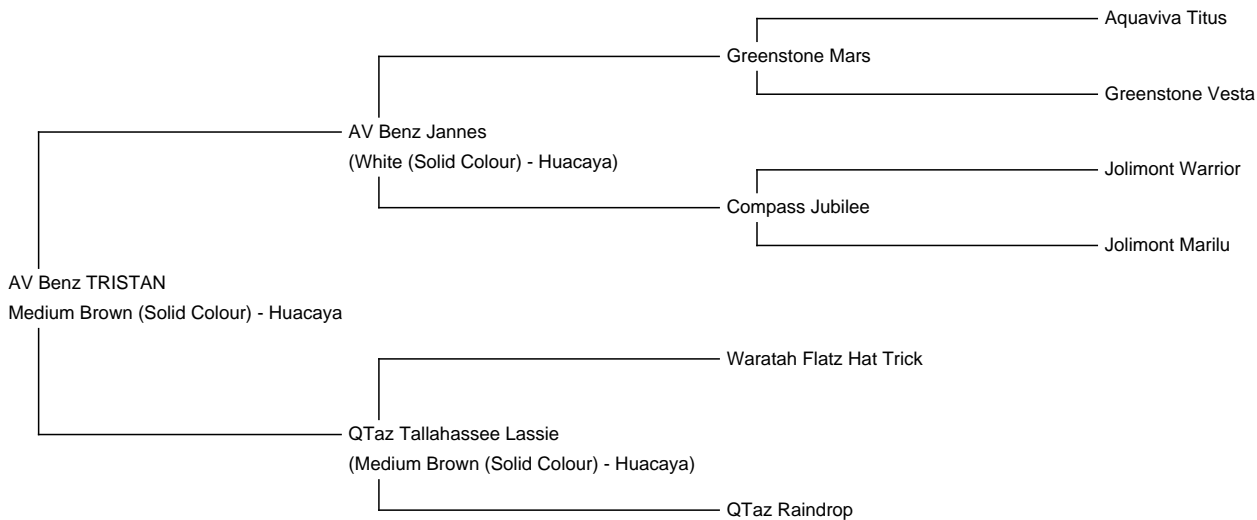 Aquaviva Titus
Greenstone Mars
Greenstone Vesta
AV Benz Jannes
(White (Solid Colour) - Huacaya)
Jolimont Warrior
Compass Jubilee
Jolimont Marilu
AV Benz TRISTAN
Medium Brown (Solid Colour) - Huacaya
Waratah Flatz Hat Trick
QTaz Tallahassee Lassie
(Medium Brown (Solid Colour) - Huacaya)
QTaz Raindrop